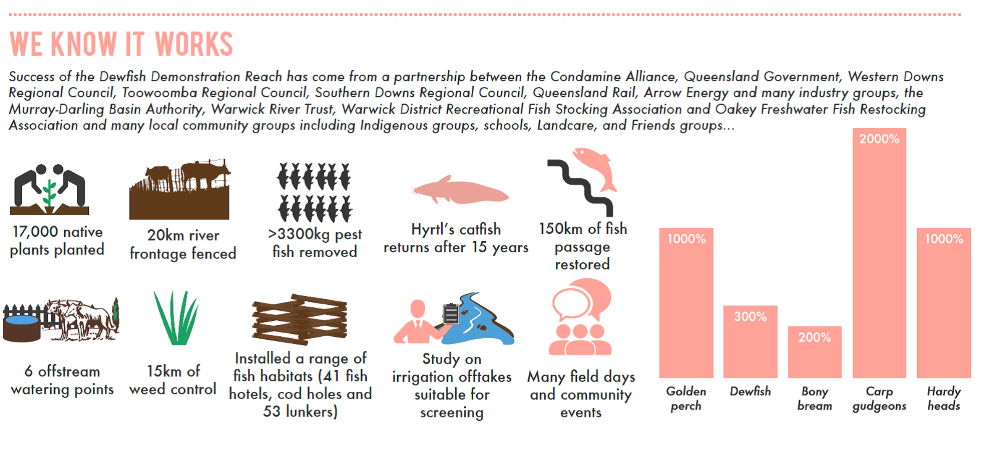 WE KNOW IT WORKS
Success of the Dewfish Demonstration Reach has come from a partnership between the Condamine Alliance, Queensland Government, Western Downs
Regional Council, Toowoomba Regional Council, Southern Downs Regional Council, Queensland Rail, Arrow Energy and many industry groups, the
Murray-Darling Basin Authority, Warwick River Trust, Warwick District Recreational Fish Stocking Association and Oakey Freshwater Fish Restocking
Association and many local community groups including Indigenous groups, schools, Landcare, and Friends groups...
17,000 native
plants planted
20km river
frontage fenced
>3300kg pest
fish removed
Hyrtl's catfish
returns after 15 years
150km of fish
passage
restored
6 offstream
watering points
15km of
weed control
Installed a range of
fish habitats (41 fish
hotels, cod holes and
53 lunkers)
Study on
irrigation offtakes
suitable for
screening
Many field days
and community
events
1000%
300%
200%
2000%
1000%
Golden
perch
Dewfish
Bony
bream
Carp
gudgeons
Hardy
heads